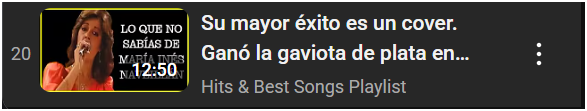 20
LO QUE NO
SABÍAS DE
MARÍA INÉS
12:50
Su mayor éxito es un cover.
Ganó la gaviota de plata en...
Hits & Best Songs Playlist